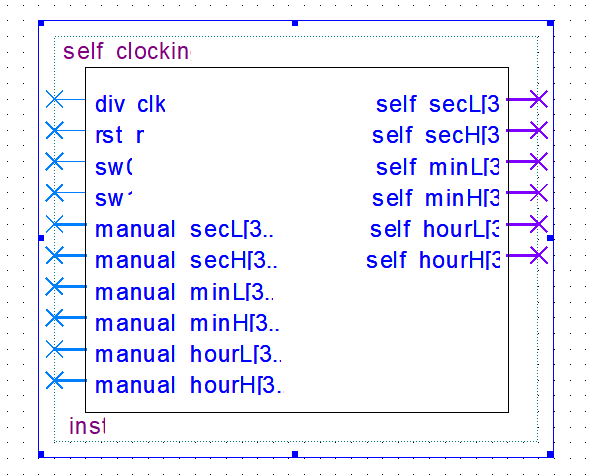 self clockin
div clk
self secL[3
rst r
self secH[3
sw0
self minL[3
sw1
self minH[3
manual secL[3..
self hourL[3
manual secH[3..
self hourH[3
manual minL[3..
manual minH[3..
manual hourL[3..
manual hourH[3..
inst